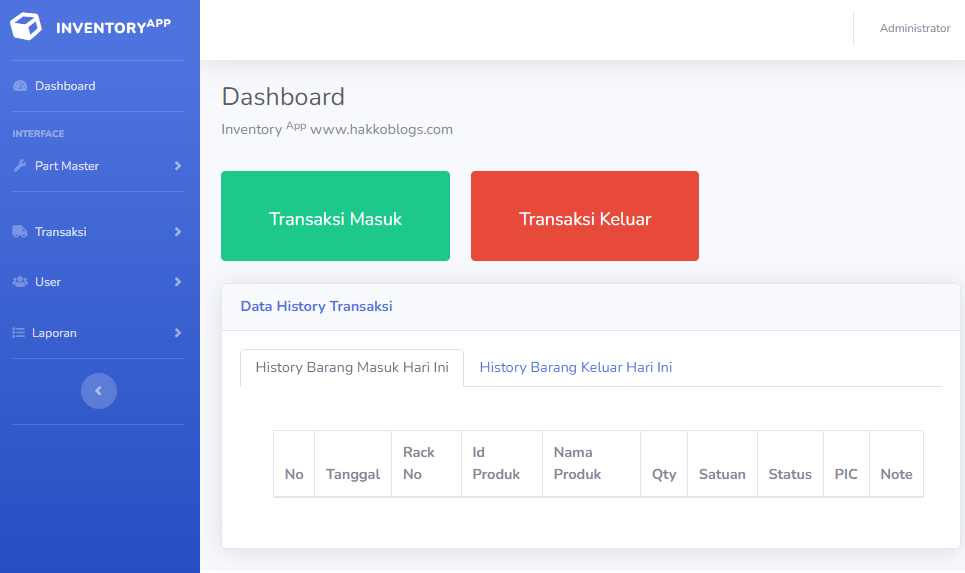 INVENTORY APP
Administrator
Dashboard
INTERFACE
Part Master
Transaksi
User
Laporan
Dashboard
Inventory App www.hakkoblogs.com
Transaksi Masuk
Transaksi Keluar
Data History Transaksi
History Barang Masuk Hari Ini
History Barang Keluar Hari Ini
No Tanggal Rack No Id Produk Nama Produk Qty Satuan Status PIC Note